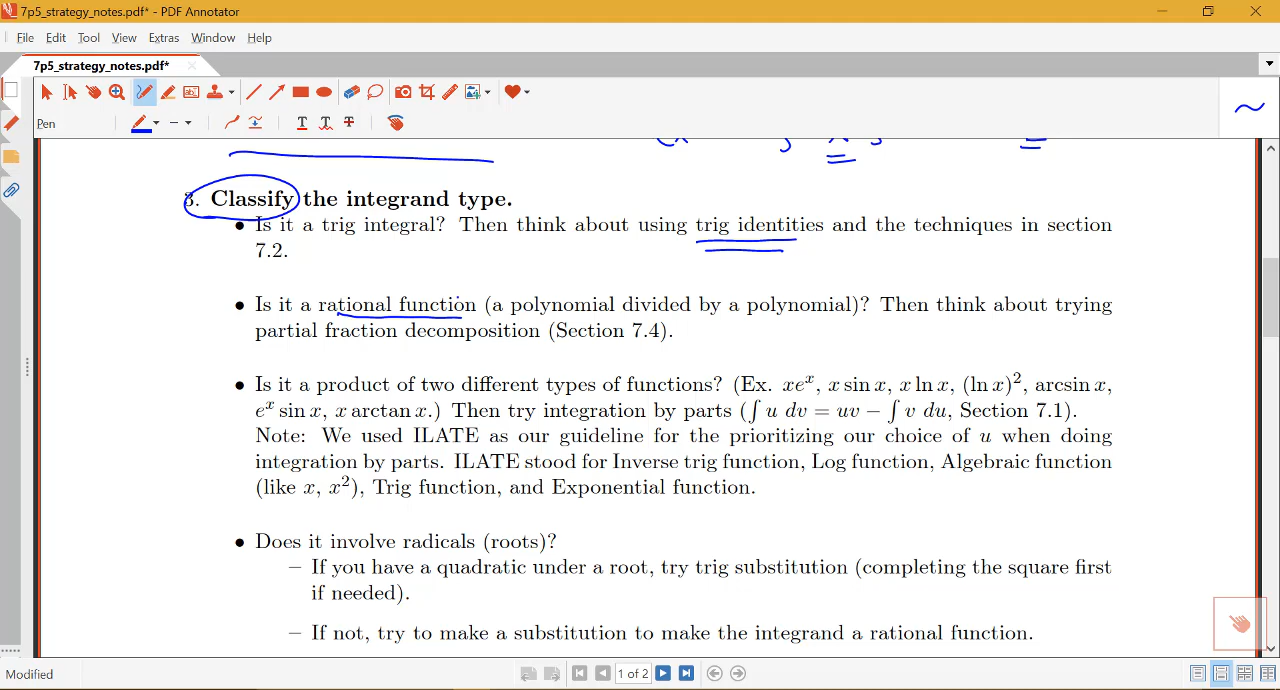 7p5_strategy_notes.pdf* - PDF Annotator
File Edit Tool View Extras Window Help
7p5_strategy_notes.pdf*
Pen
3. Classify the integrand type.
• Is it a trig integral? Then think about using trig identities and the techniques in section
7.2.
• Is it a rational function (a polynomial divided by a polynomial)? Then think about trying
partial fraction decomposition (Section 7.4).
• Is it a product of two different types of functions? (Ex. xeˣ, x sin x, x ln x, (ln x)², arcsin x,
eˣ sin x, x arctan x.) Then try integration by parts (∫ u dv = uv − ∫ v du, Section 7.1).
Note: We used ILATE as our guideline for the prioritizing our choice of u when doing
integration by parts. ILATE stood for Inverse trig function, Log function, Algebraic function
(like x, x²), Trig function, and Exponential function.
• Does it involve radicals (roots)?
– If you have a quadratic under a root, try trig substitution (completing the square first
if needed).
– If not, try to make a substitution to make the integrand a rational function.
Modified
1 of 2